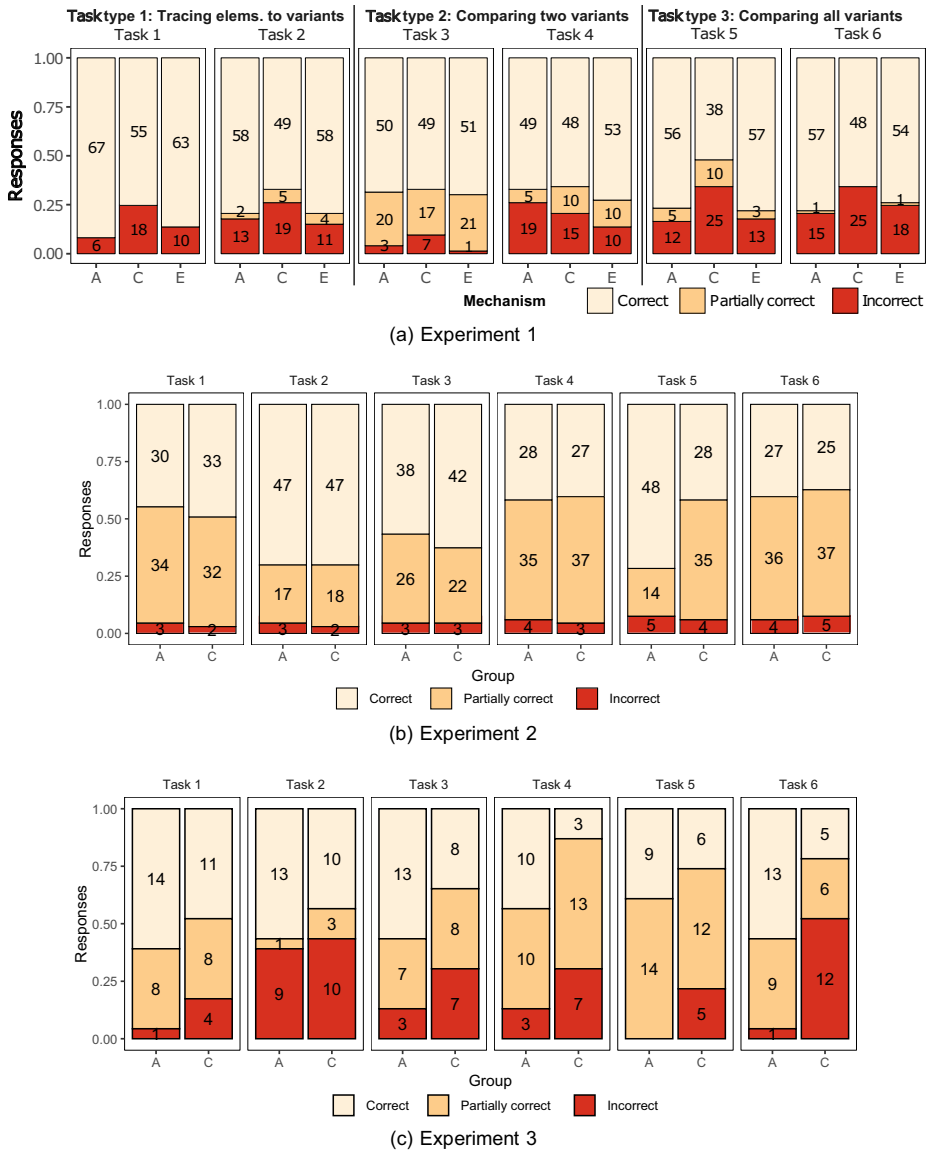 Task type 1: Tracing elems. to variants Task type 2: Comparing two variants Task type 3: Comparing all variants
Task 1 Task 2 Task 3 Task 4 Task 5 Task 6
Responses
1.00
0.75
0.50
0.25
0.00
67 55 63 58 49 58 50 49 51 49 48 53 56 38 57 57 48 54
2 5 4 20 17 21 5 10 10 5 10 3 1 1
6 18 10 13 19 11 3 7 1 19 15 10 12 25 13 15 25 18
A C E A C E A C E A C E A C E A C E
Mechanism Correct Partially correct Incorrect
(a) Experiment 1
Task 1 Task 2 Task 3 Task 4 Task 5 Task 6
Responses
1.00
0.75
0.50
0.25
0.00
30 33 47 47 38 42 28 27 48 28 27 25
34 32 17 18 26 22 35 37 14 35 36 37
3 2 3 2 3 3 4 3 5 4 4 5
A C A C A C A C A C A C
Group
Correct Partially correct Incorrect
(b) Experiment 2
Task 1 Task 2 Task 3 Task 4 Task 5 Task 6
Responses
1.00
0.75
0.50
0.25
0.00
14 11 13 10 13 8 10 3 9 6 13 5
8 8 1 3 7 8 10 13 14 12 9 6
1 4 9 10 3 7 3 7 5 1 12
A C A C A C A C A C A C
Group
Correct Partially correct Incorrect
(c) Experiment 3